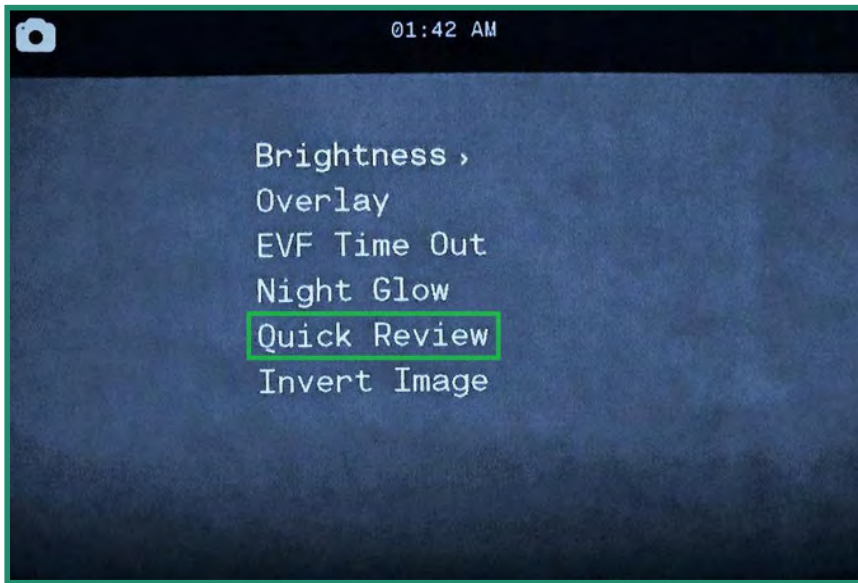 01:42 AM
Brightness ›
Overlay
EVF Time Out
Night Glow
Quick Review
Invert Image